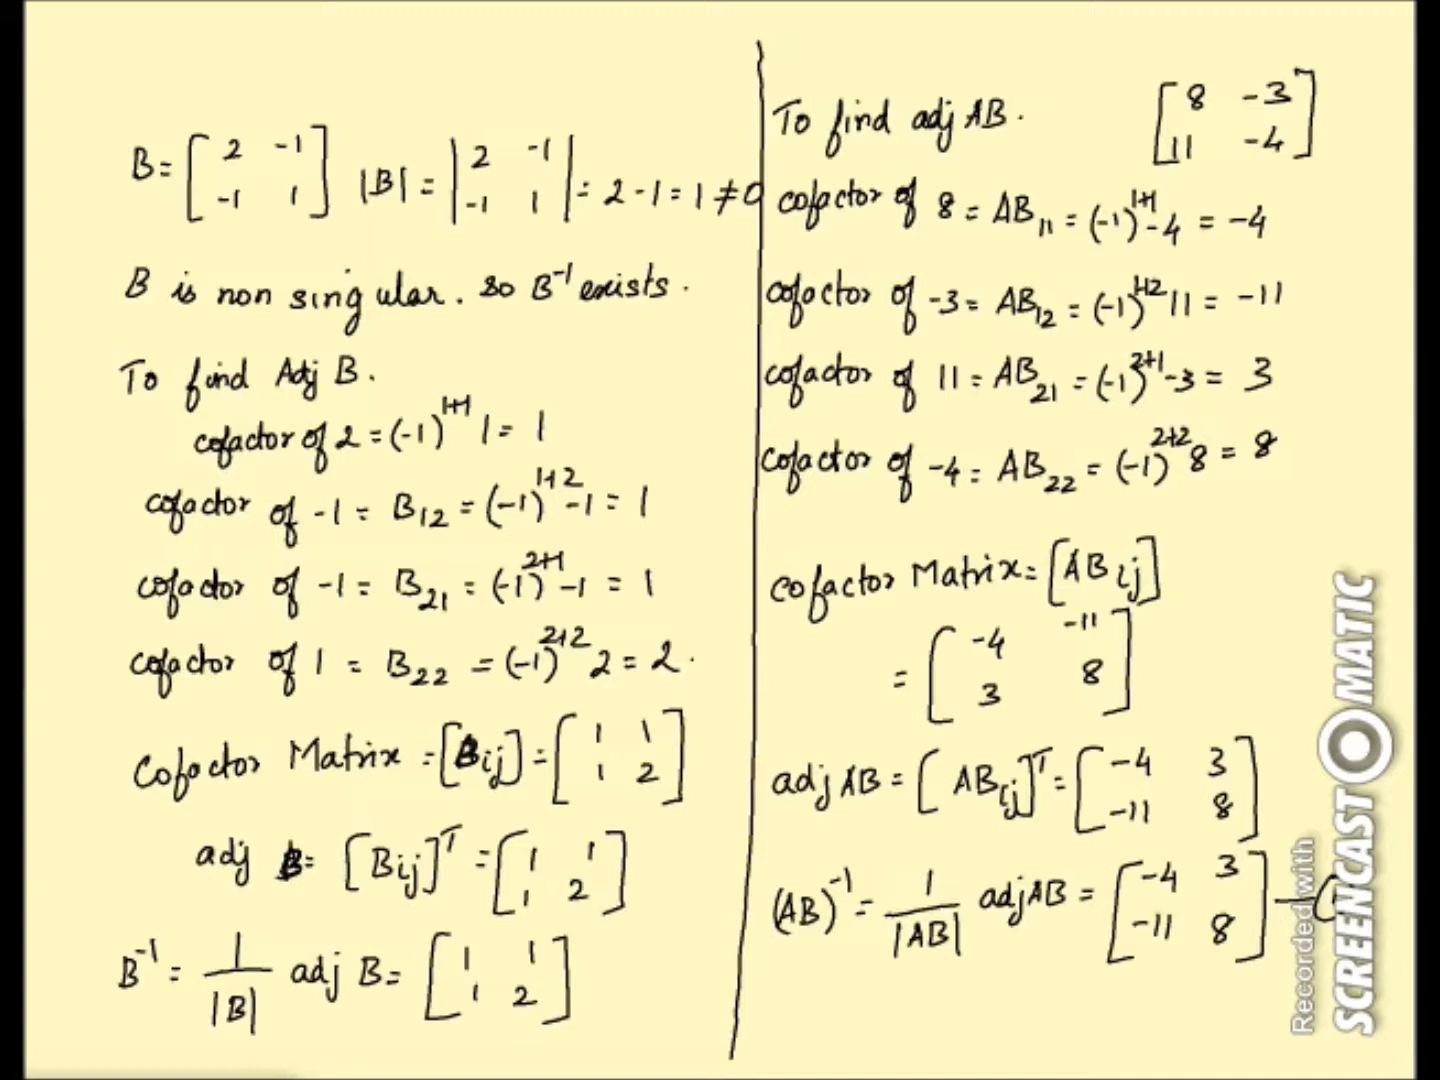 B = [2 -1; -1 1] |B| = |2 -1; -1 1| = 2 - 1 = 1 ≠ 0
B is non singular. so B⁻¹ exists.
To find Adj B.
cofactor of 2 = (-1)¹⁺¹ 1 = 1
cofactor of -1 = B₁₂ = (-1)¹⁺² -1 = 1
cofactor of -1 = B₂₁ = (-1)²⁺¹ -1 = 1
cofactor of 1 = B₂₂ = (-1)²⁺² 2 = 2.
Cofactor Matrix = [Bij] = [1 1; 1 2]
adj B = [Bij]ᵀ = [1 1; 1 2]
B⁻¹ = 1/|B| adj B = [1 1; 1 2]
To find adj AB. [8 -3; 11 -4]
cofactor of 8 = AB₁₁ = (-1)¹⁺¹ -4 = -4
cofactor of -3 = AB₁₂ = (-1)¹⁺² 11 = -11
cofactor of 11 = AB₂₁ = (-1)²⁺¹ -3 = 3
cofactor of -4 = AB₂₂ = (-1)²⁺² 8 = 8
cofactor Matrix = [ABij]
= [-4 -11; 3 8]
adj AB = [ABij]ᵀ = [-4 3; -11 8]
(AB)⁻¹ = 1/|AB| adj AB = [-4 3; -11 8]
Recorded with
SCREENCAST MATIC